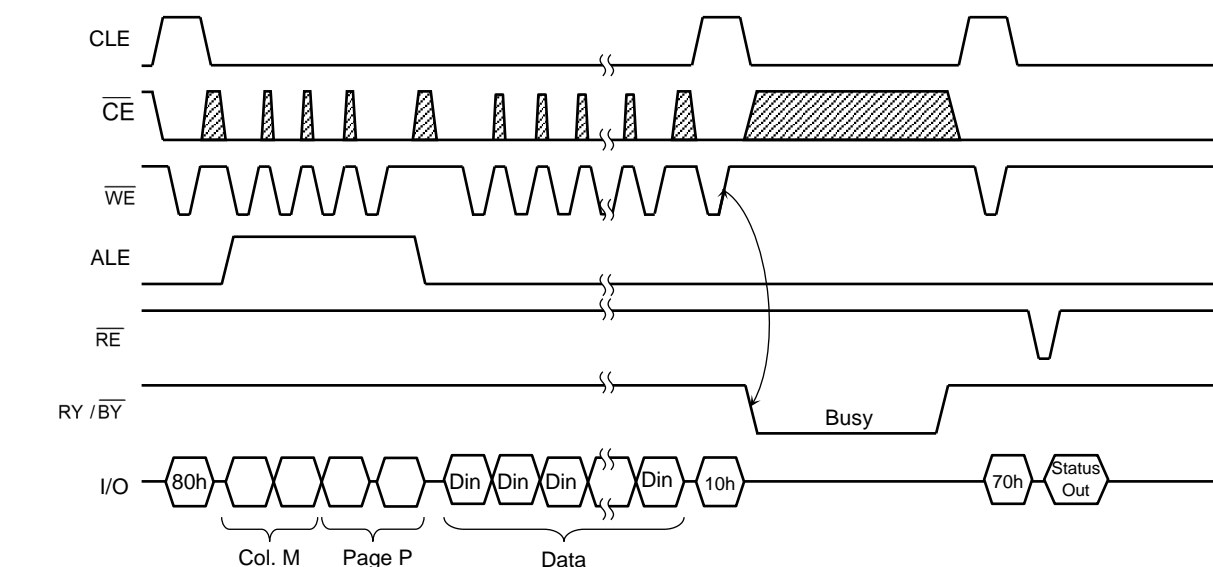 CLE
CE
WE
ALE
RE
RY / BY
Busy
I/O
80h
Din
Din
Din
Din
10h
70h
Status
Out
Col. M
Page P
Data